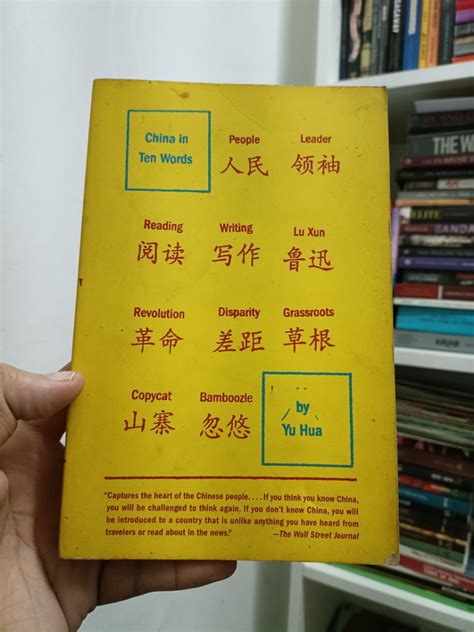 China in
Ten Words
People
人民
Leader
领袖
Reading
阅读
Writing
写作
Lu Xun
鲁迅
Revolution
革命
Disparity
差距
Grassroots
草根
Copycat
山寨
Bamboozle
忽悠
by
Yu Hua
"Captures the heart of the Chinese people. . . . If you think you know China,
you will be challenged to think again. If you don't know China, you will
be introduced to a country that is unlike anything you have heard from
travelers or read about in the news."
—The Wall Street Journal